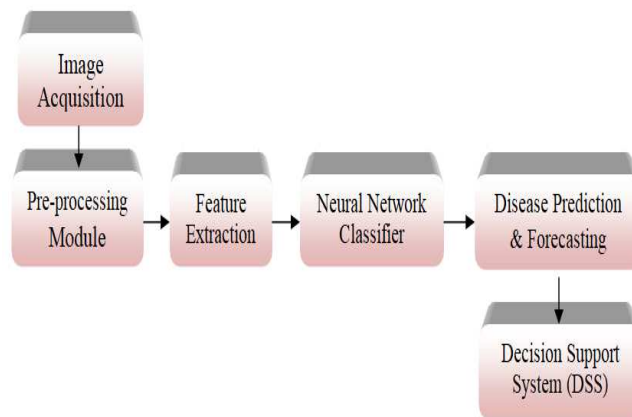 Image
Acquisition
Pre-processing
Module
Feature
Extraction
Neural Network
Classifier
Disease Prediction
& Forecasting
Decision Support
System (DSS)